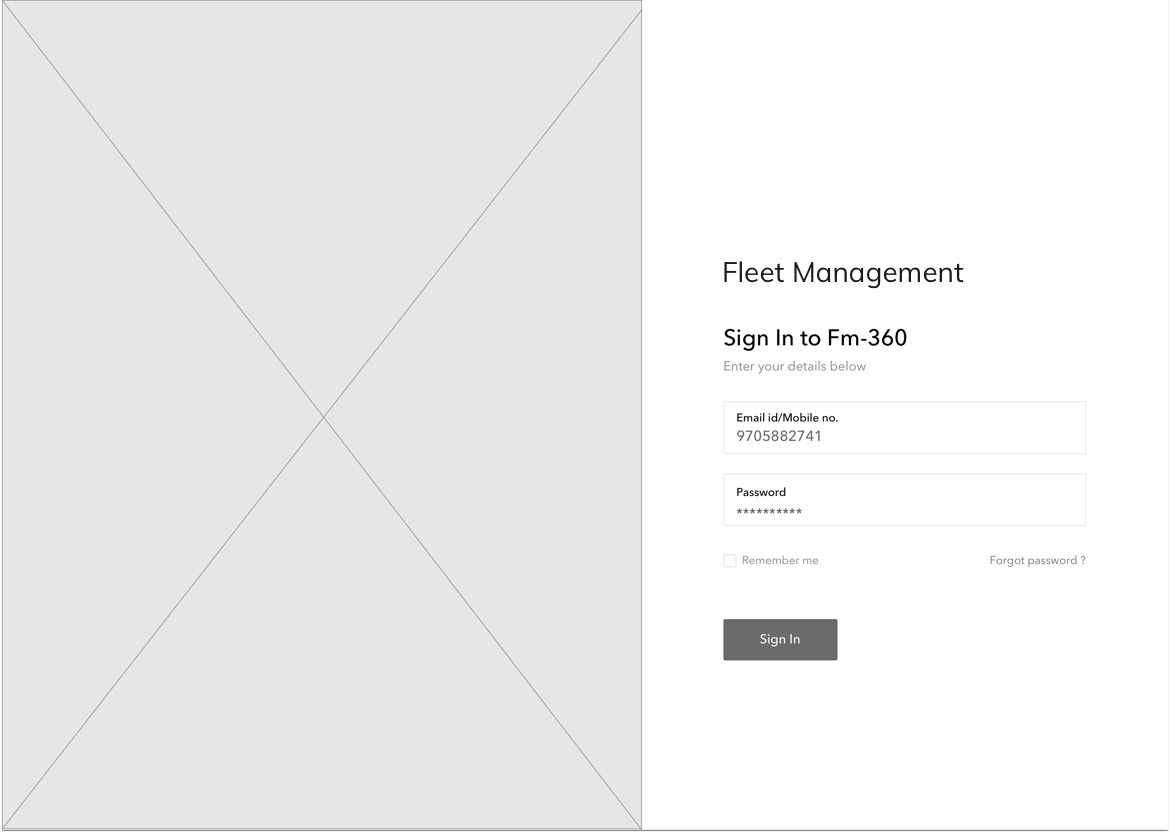 Fleet Management
Sign In to Fm-360
Enter your details below
Email id/Mobile no.
9705882741
Password
**********
Remember me
Forgot password ?
Sign In